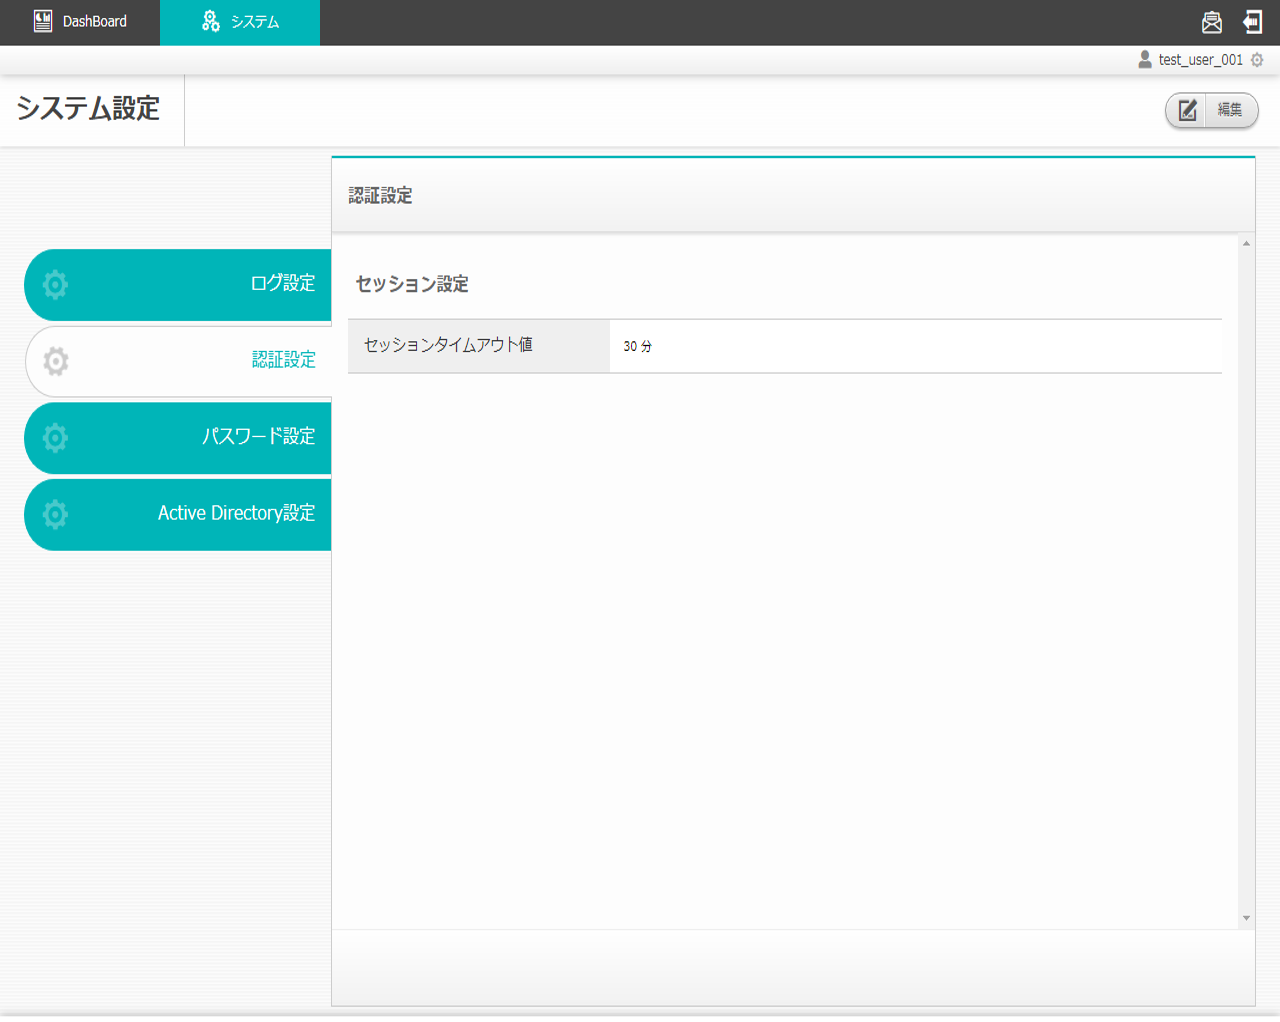 DashBoard
システム
test_user_001
システム設定
編集
認証設定
ログ設定
認証設定
パスワード設定
Active Directory設定
セッション設定
セッションタイムアウト値
30 分